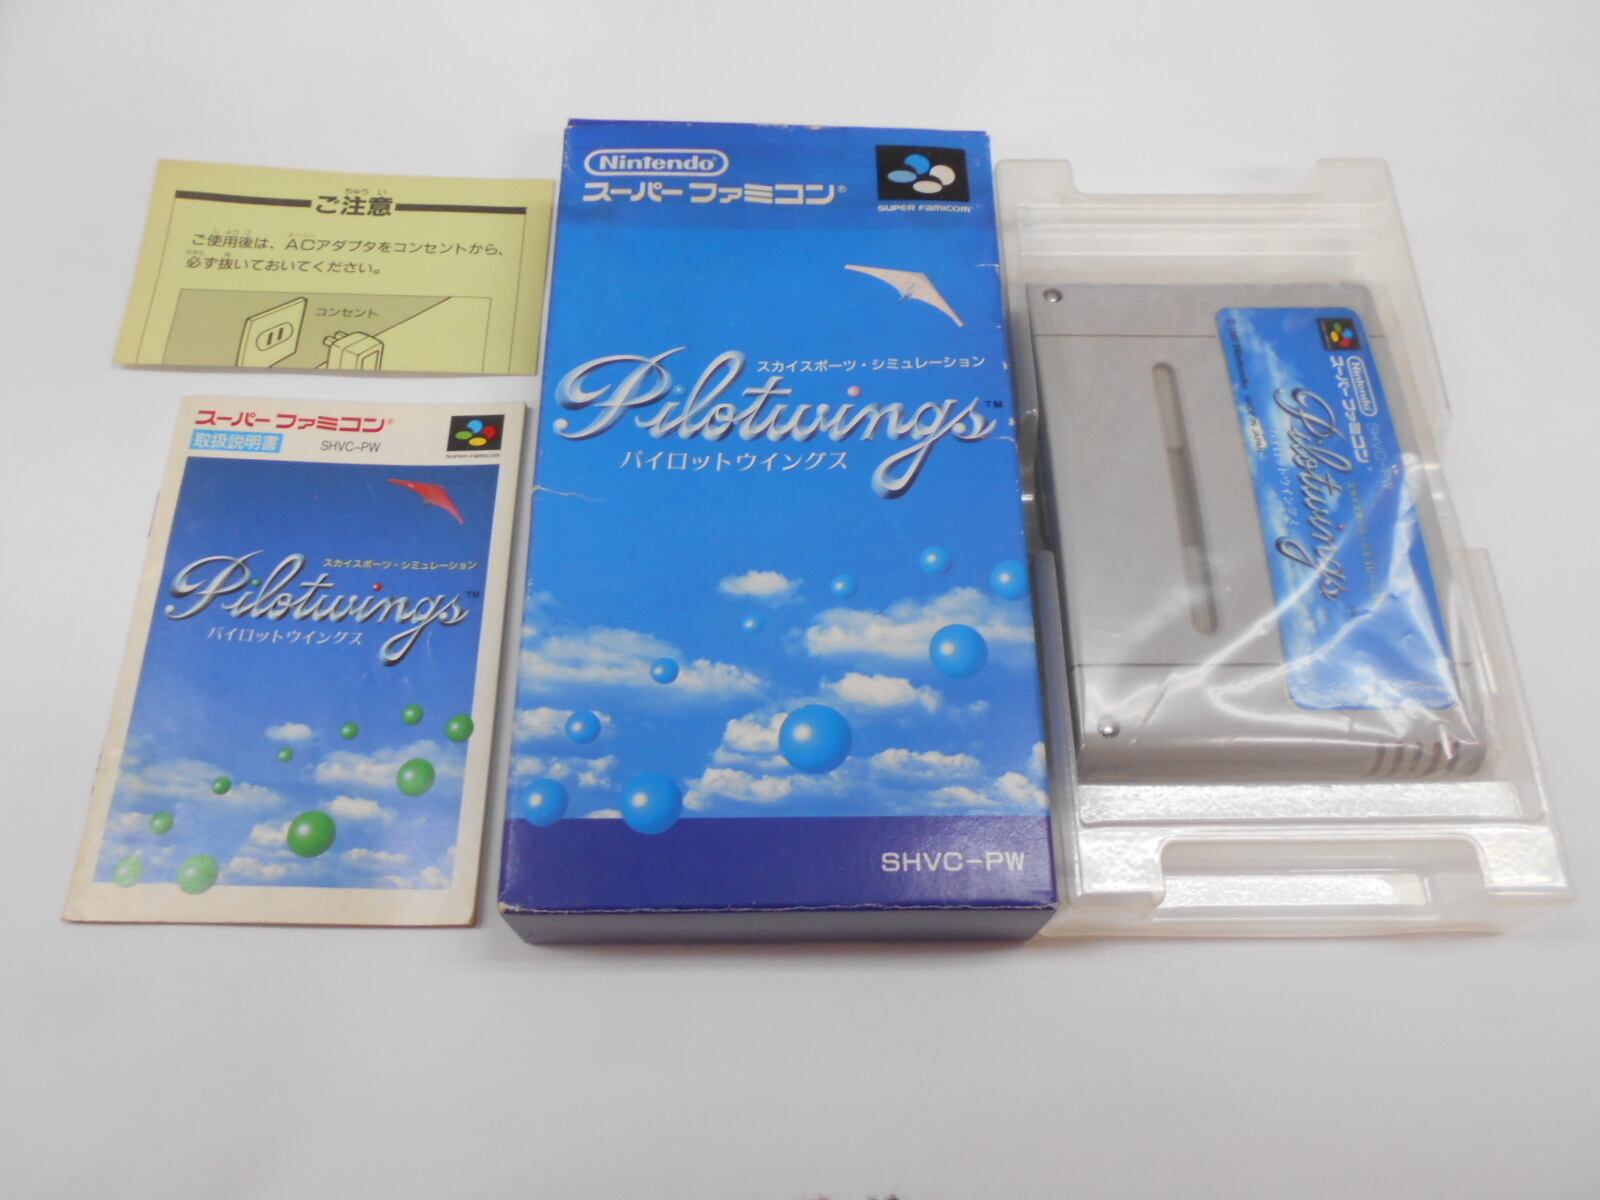 ちゅう い
ご注意
ご使用後は、ACアダプタをコンセントから、
必ず抜いておいてください。
コンセント
スーパーファミコン®
取扱説明書
SHVC-PW
SUPER FAMICOM
スカイスポーツ・シミュレーション
Pilotwings™
パイロットウイングス
Nintendo®
スーパーファミコン®
SUPER FAMICOM™
スカイスポーツ・シミュレーション
Pilotwings™
パイロットウイングス
SHVC-PW
Nintendo
スーパーファミコン
SHVC-PW
Pilotwings
パイロットウイングス